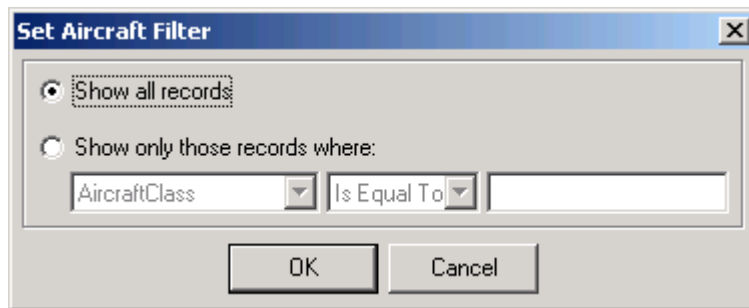 Set Aircraft Filter
Show all records
Show only those records where:
AircraftClass Is Equal To
OK Cancel